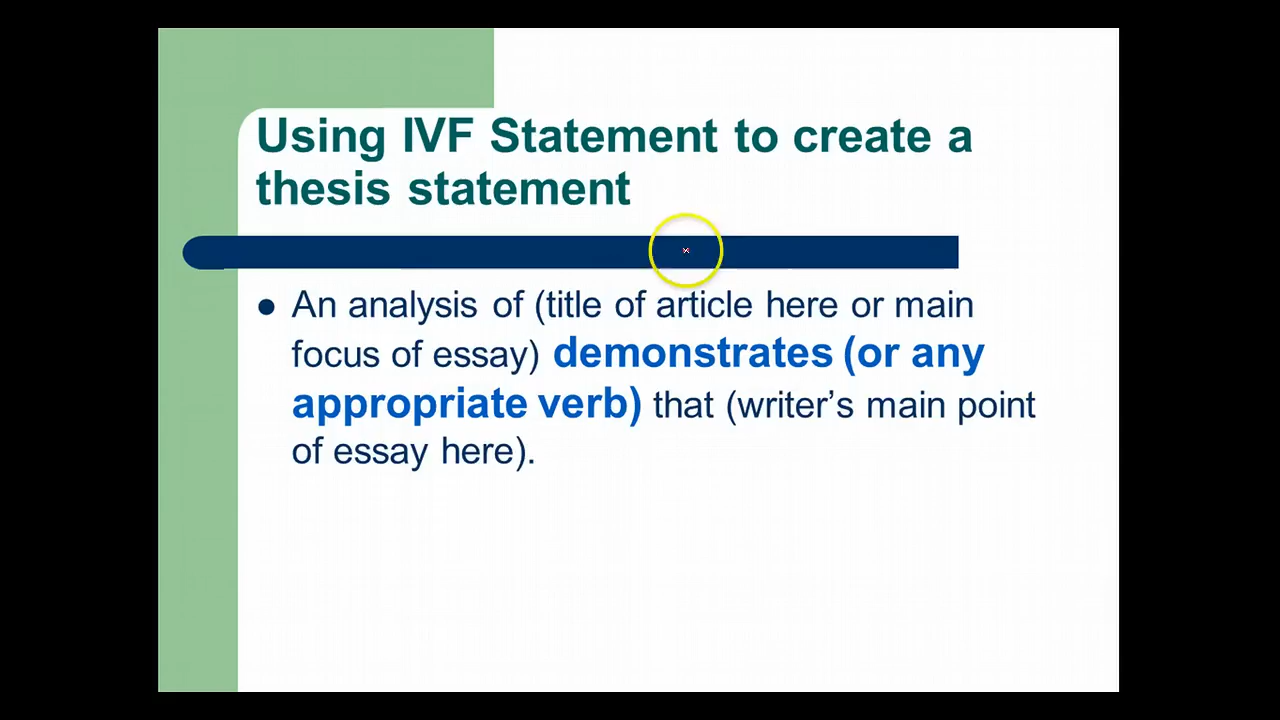 Using IVF Statement to create a
thesis statement
● An analysis of (title of article here or main
focus of essay) demonstrates (or any
appropriate verb) that (writer’s main point
of essay here).